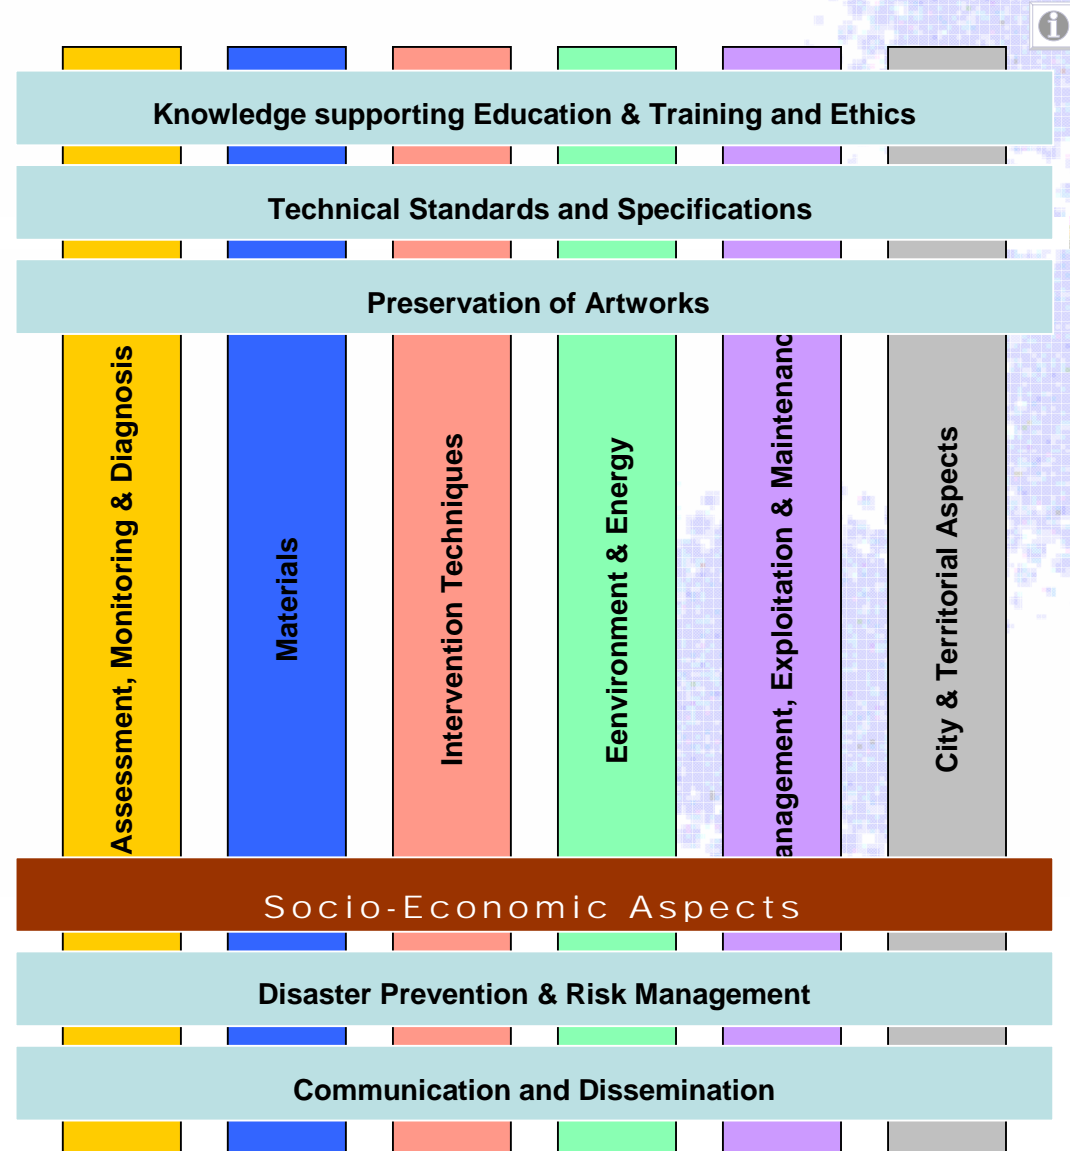 Knowledge supporting Education & Training and Ethics
Technical Standards and Specifications
Preservation of Artworks
Assessment, Monitoring & Diagnosis
Materials
Intervention Techniques
Eenvironment & Energy
anagement, Exploitation & Maintenanc
City & Territorial Aspects
Socio-Economic Aspects
Disaster Prevention & Risk Management
Communication and Dissemination